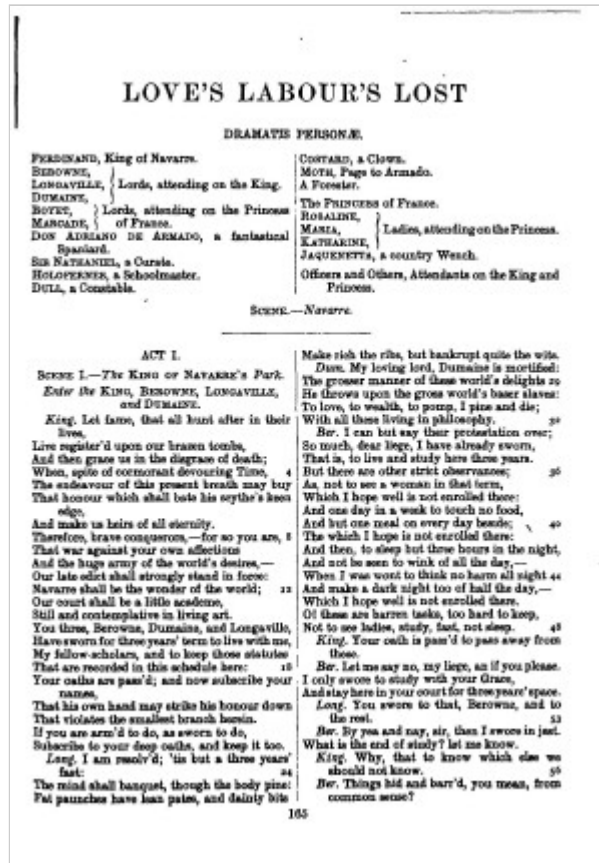 LOVE'S LABOUR'S LOST
DRAMATIS PERSONÆ.
FERDINAND, King of Navarre.
BEROWNE,
LONGAVILLE, Lords, attending on the King.
DUMAINE,
BOYET, Lords, attending on the Princess
MARCADE, of France.
DON ADRIANO DE ARMADO, a fantastical
Spaniard.
SIR NATHANIEL, a Curate.
HOLOFERNES, a Schoolmaster.
DULL, a Constable.
COSTARD, a Clown.
MOTH, Page to Armado.
A Forester.
The PRINCESS of France.
ROSALINE,
MARIA, Ladies, attending on the Princess.
KATHARINE,
JAQUENETTA, a country Wench.
Officers and Others, Attendants on the King and
Princess.
SCENE.—Navarre.
ACT I.
SCENE I.—The KING OF NAVARRE'S Park.
Enter the KING, BEROWNE, LONGAVILLE,
and DUMAINE.
King. Let fame, that all hunt after in their
lives,
Live register'd upon our brazen tombs,
And then grace us in the disgrace of death;
When, spite of cormorant devouring Time, 4
The endeavour of this present breath may buy
That honour which shall bate his scythe's keen
edge,
And make us heirs of all eternity.
Therefore, brave conquerors,—for so you are, 8
That war against your own affections
And the huge army of the world's desires,—
Our late edict shall strongly stand in force:
Navarre shall be the wonder of the world; 12
Our court shall be a little academe,
Still and contemplative in living art.
You three, Berowne, Dumaine, and Longaville,
Have sworn for three years' term to live with me,
My fellow-scholars, and to keep those statutes
That are recorded in this schedule here: 18
Your oaths are pass'd; and now subscribe your
names,
That his own hand may strike his honour down
That violates the smallest branch herein.
If you are arm'd to do, as sworn to do,
Subscribe to your deep oaths, and keep it too.
Long. I am resolv'd; 'tis but a three years'
fast: 24
The mind shall banquet, though the body pine:
Fat paunches have lean pates, and dainty bits
Make rich the ribs, but bankrupt quite the wits.
Dum. My loving lord, Dumaine is mortified:
The grosser manner of these world's delights 29
He throws upon the gross world's baser slaves:
To love, to wealth, to pomp, I pine and die;
With all these living in philosophy. 32
Ber. I can but say their protestation over;
So much, dear liege, I have already sworn,
That is, to live and study here three years.
But there are other strict observances; 36
As, not to see a woman in that term,
Which I hope well is not enrolled there:
And one day in a week to touch no food,
And but one meal on every day beside; 40
The which I hope is not enrolled there:
And then, to sleep but three hours in the night,
And not be seen to wink of all the day,—
When I was wont to think no harm all night 44
And make a dark night too of half the day,—
Which I hope well is not enrolled there.
O! these are barren tasks, too hard to keep,
Not to see ladies, study, fast, not sleep. 48
King. Your oath is pass'd to pass away from
these.
Ber. Let me say no, my liege, an if you please.
I only swore to study with your Grace,
And stay here in your court for three years' space.
Long. You swore to that, Berowne, and to
the rest. 53
Ber. By yea and nay, sir, then I swore in jest.
What is the end of study? let me know.
King. Why, that to know which else we
should not know. 56
Ber. Things hid and barr'd, you mean, from
common sense?
165